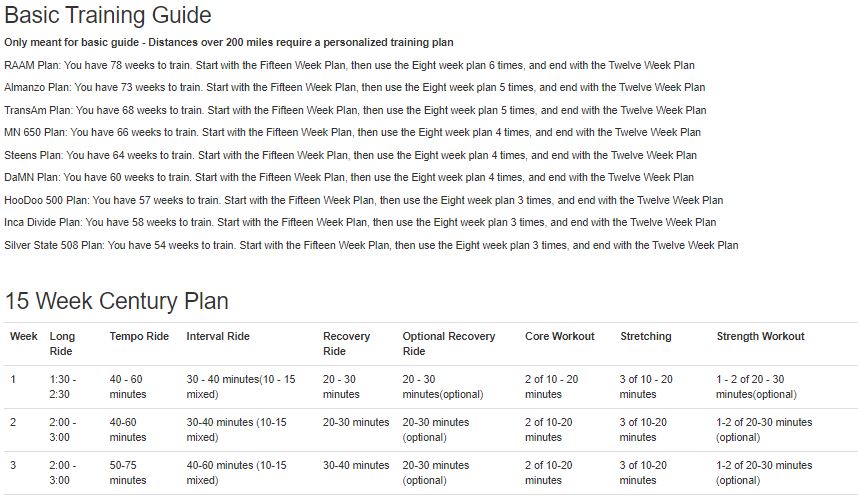 Basic Training Guide
Only meant for basic guide - Distances over 200 miles require a personalized training plan
RAAM Plan: You have 78 weeks to train. Start with the Fifteen Week Plan, then use the Eight week plan 6 times, and end with the Twelve Week Plan
Almanzo Plan: You have 73 weeks to train. Start with the Fifteen Week Plan, then use the Eight week plan 5 times, and end with the Twelve Week Plan
TransAm Plan: You have 68 weeks to train. Start with the Fifteen Week Plan, then use the Eight week plan 5 times, and end with the Twelve Week Plan
MN 650 Plan: You have 66 weeks to train. Start with the Fifteen Week Plan, then use the Eight week plan 4 times, and end with the Twelve Week Plan
Steens Plan: You have 64 weeks to train. Start with the Fifteen Week Plan, then use the Eight week plan 4 times, and end with the Twelve Week Plan
DaMN Plan: You have 60 weeks to train. Start with the Fifteen Week Plan, then use the Eight week plan 4 times, and end with the Twelve Week Plan
HooDoo 500 Plan: You have 57 weeks to train. Start with the Fifteen Week Plan, then use the Eight week plan 3 times, and end with the Twelve Week Plan
Inca Divide Plan: You have 58 weeks to train. Start with the Fifteen Week Plan, then use the Eight week plan 3 times, and end with the Twelve Week Plan
Silver State 508 Plan: You have 54 weeks to train. Start with the Fifteen Week Plan, then use the Eight week plan 3 times, and end with the Twelve Week Plan
15 Week Century Plan
Week Long Tempo Ride Interval Ride Recovery Optional Recovery Core Workout Stretching Strength Workout
Ride Ride Ride
1 1:30 - 40 - 60 30 - 40 minutes(10 - 15 20 - 30 20 - 30 2 of 10 - 20 3 of 10 - 20 1 - 2 of 20 - 30
2:30 minutes mixed) minutes minutes(optional) minutes minutes minutes(optional)
2 2:00 - 40-60 30-40 minutes (10-15 20-30 minutes 20-30 minutes 2 of 10-20 3 of 10-20 1-2 of 20-30 minutes
3:00 minutes mixed) (optional) minutes minutes (optional)
3 2:00 - 50-75 40-60 minutes (10-15 30-40 minutes 20-30 minutes 2 of 10-20 3 of 10-20 1-2 of 20-30 minutes
3:00 minutes mixed) (optional) minutes minutes (optional)